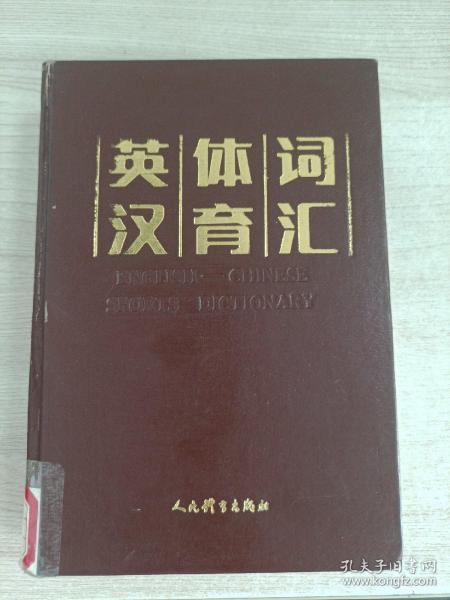 英汉
体育
词汇
ENGLISH-CHINESE
SPORTS DICTIONARY
人民体育出版社
孔夫子旧书网
www.kongfz.com